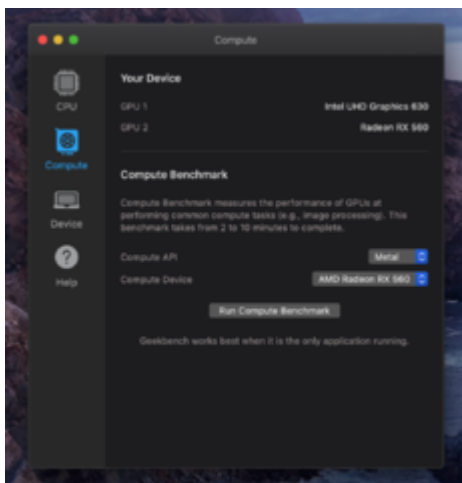 Compute
CPU
Compute
Device
Help
Your Device
GPU 1 Intel UHD Graphics 630
GPU 2 Radeon RX 560
Compute Benchmark
Compute Benchmark measures the performance of GPUs at
performing common compute tasks (e.g., image processing). This
benchmark takes from 2 to 10 minutes to complete.
Compute API Metal
Compute Device AMD Radeon RX 560
Run Compute Benchmark
Geekbench works best when it is the only application running.